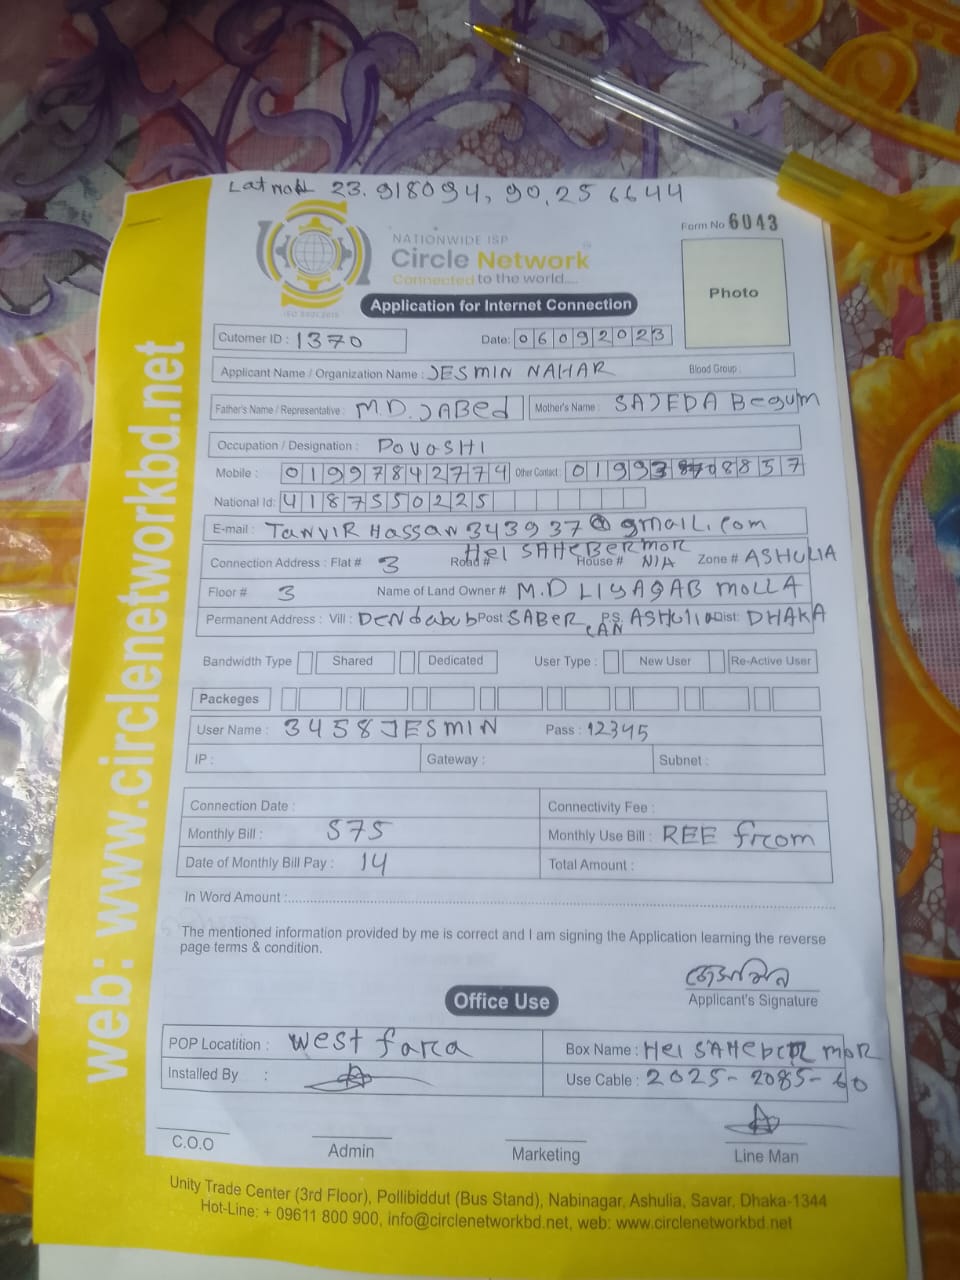 Lat no/L 23.918094, 90.256644
Form No 6043
NATIONWIDE ISP
Circle Network
Connected to the world....
ISO 9001:2015
Photo
Application for Internet Connection
Cutomer ID : 1370 Date: 06092023
Applicant Name / Organization Name : JESMIN NAHAR Blood Group :
Father's Name / Representative : M.D. JABed Mother's Name : SAJEDA Begum
Occupation / Designation : POVOSHI
Mobile : 01997842774 Other Contact : 01993 8857
National Id: 4187550225
E-mail : TanVIR Hassan343937@gmail.com
Connection Address : Flat # 3 Road # HeI SAHEBER MOR House # N/A Zone # ASHULIA
Floor # 3 Name of Land Owner # M.D LIYAQAB MOLLA
Permanent Address : Vill : DENdabub Post SABER CAN P.S. ASHULIA Dist: DHAKA
Bandwidth Type Shared Dedicated User Type : New User Re-Active User
Packeges
User Name : 3458JESMIN Pass : 12345
IP : Gateway : Subnet :
Connection Date : Connectivity Fee :
Monthly Bill : 575 Monthly Use Bill : REE from
Date of Monthly Bill Pay : 14 Total Amount :
In Word Amount :
The mentioned information provided by me is correct and I am signing the Application learning the reverse
page terms & condition.
জেসমিন
Applicant's Signature
Office Use
POP Locatition : west farca Box Name : HeI SAHEbER MOR
Installed By : Use Cable : 2025-2085-60
C.O.O Admin Marketing Line Man
Unity Trade Center (3rd Floor), Pollibiddut (Bus Stand), Nabinagar, Ashulia, Savar, Dhaka-1344
Hot-Line: + 09611 800 900, info@circlenetworkbd.net, web: www.circlenetworkbd.net
web: www.circlenetworkbd.net